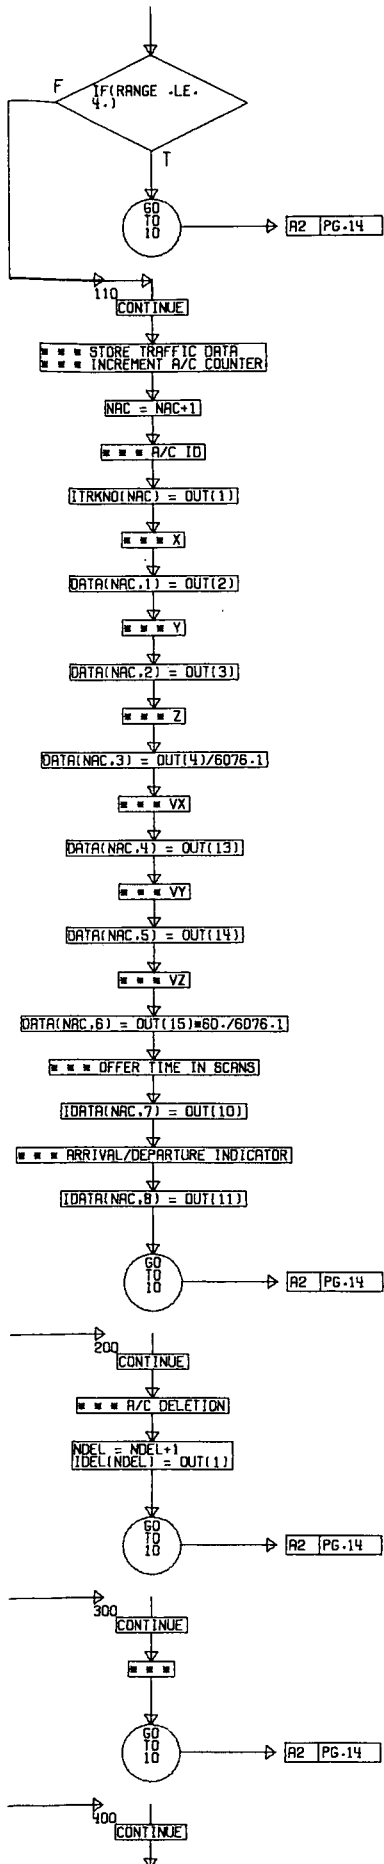 F
IF(RANGE .LE.
4.)
T
GO
TO
10
A2 PG.14
110
CONTINUE
* * * STORE TRAFFIC DATA
* * * INCREMENT A/C COUNTER
NAC = NAC+1
* * * A/C ID
ITRKNO(NAC) = OUT(1)
* * * X
DATA(NAC,1) = OUT(2)
* * * Y
DATA(NAC,2) = OUT(3)
* * * Z
DATA(NAC,3) = OUT(4)/6076.1
* * * VX
DATA(NAC,4) = OUT(13)
* * * VY
DATA(NAC,5) = OUT(14)
* * * VZ
DATA(NAC,6) = OUT(15)*60./6076.1
* * * OFFER TIME IN SCANS
IDATA(NAC,7) = OUT(10)
* * * ARRIVAL/DEPARTURE INDICATOR
IDATA(NAC,8) = OUT(11)
GO
TO
10
A2 PG.14
200
CONTINUE
* * * A/C DELETION
NDEL = NDEL+1
IDEL(NDEL) = OUT(1)
GO
TO
10
A2 PG.14
300
CONTINUE
* * *
GO
TO
10
A2 PG.14
400
CONTINUE